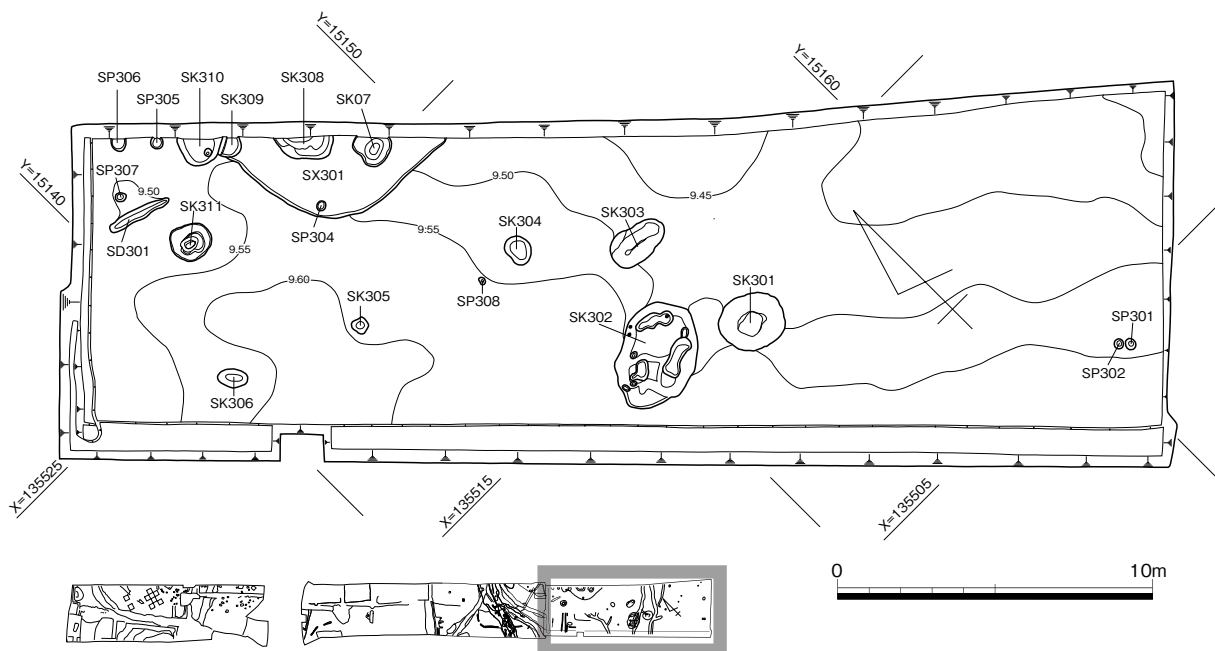 Y=15150
Y=15160
SP306
SK310
SK308
SP305
SK309
SK07
SP307
Y=15140
9.50
SX301
9.50
9.45
SK311
SP304
SK304
SK303
SD301
9.55
9.55
9.60
SK305
SP308
SK301
SK302
SP301
SP302
SK306
X=135525
X=135515
X=135505
0
10m